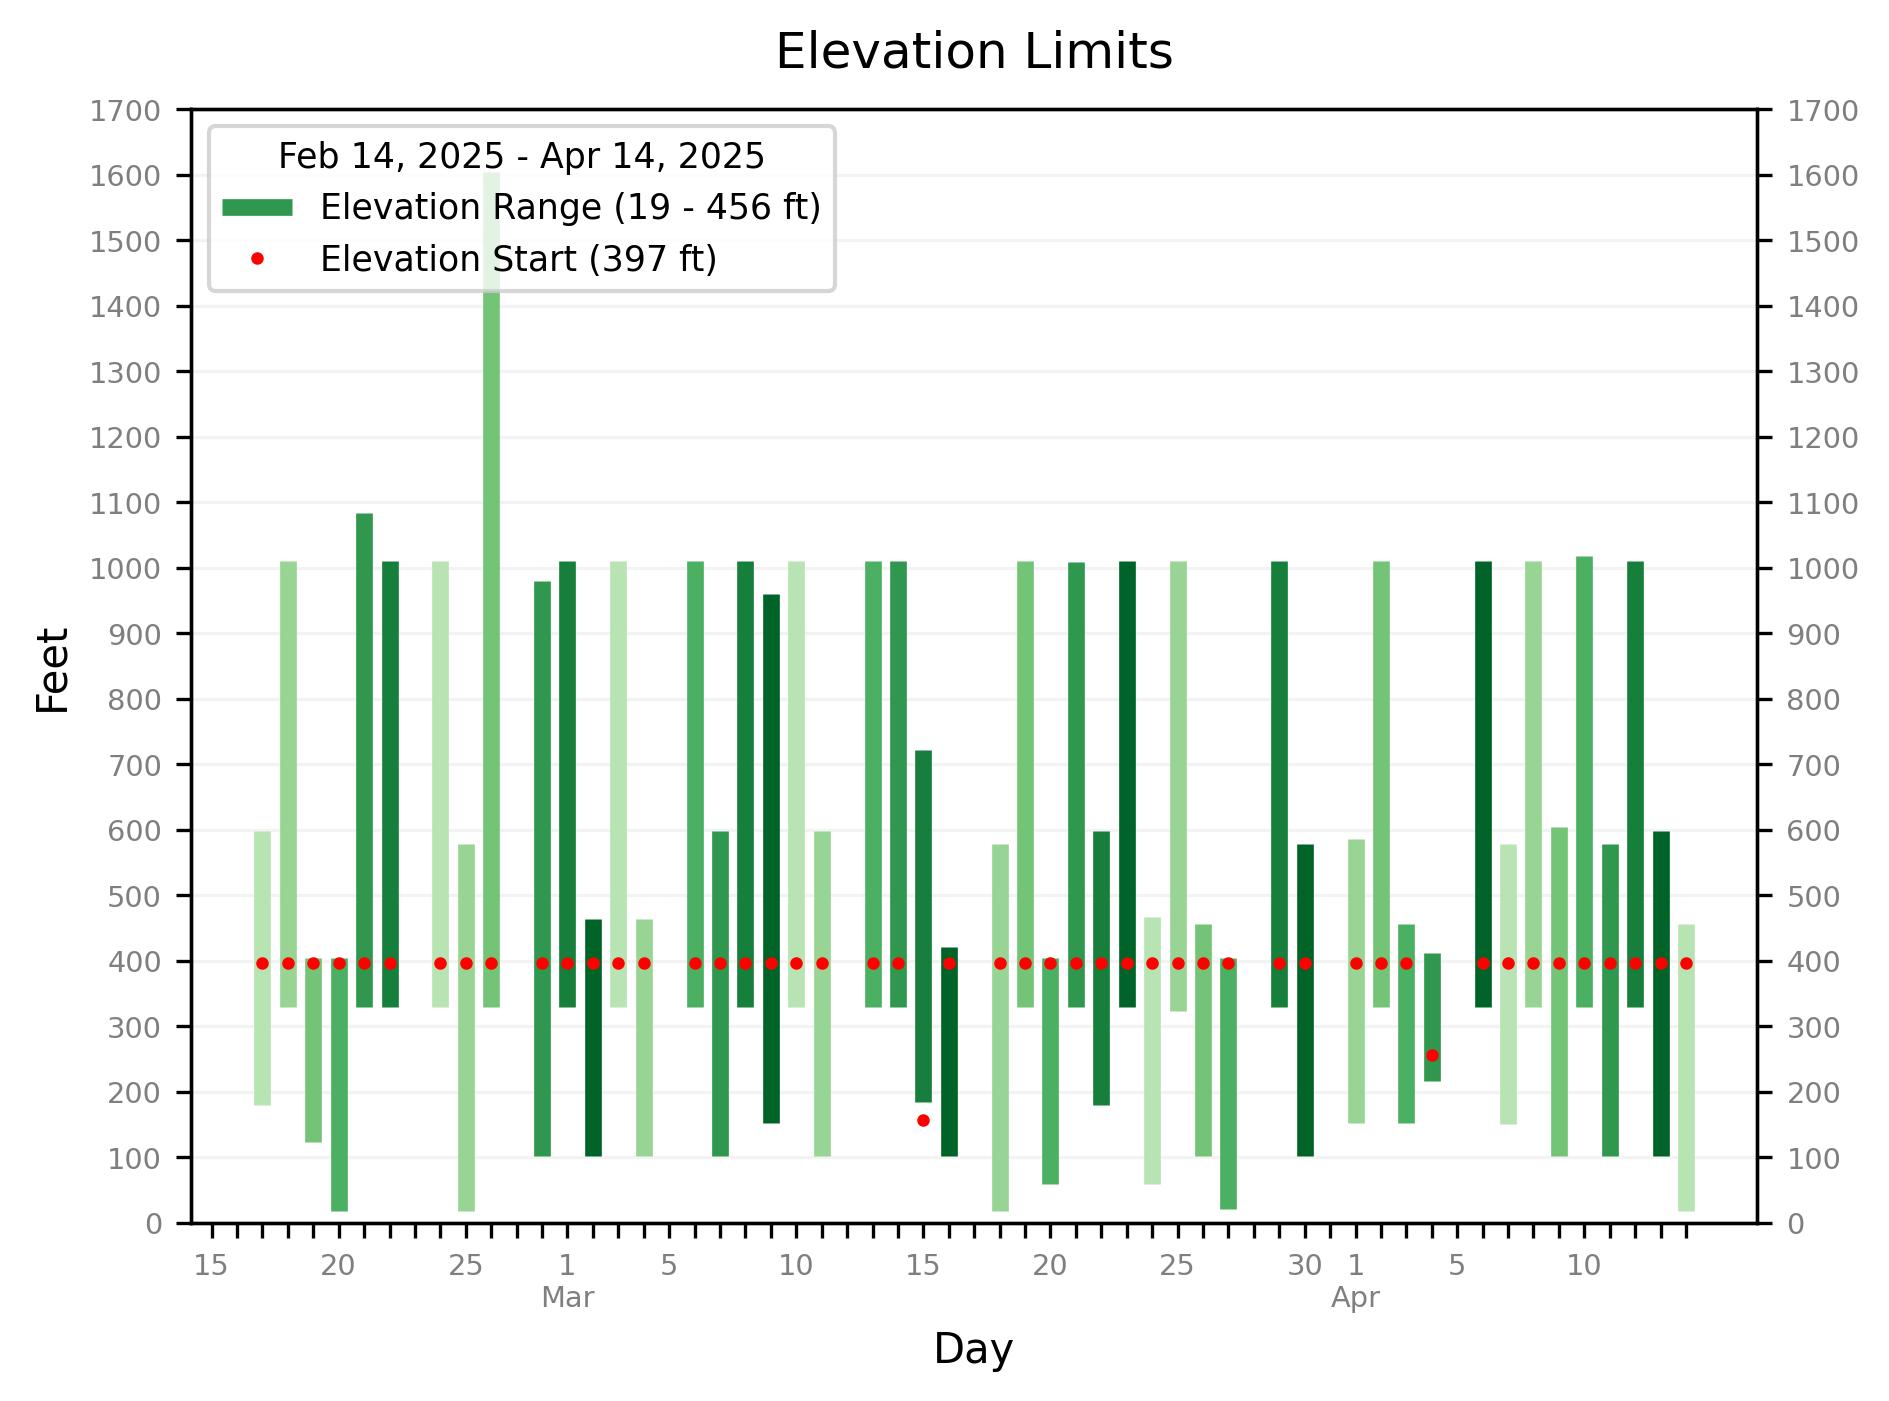 Elevation Limits
1700 1700
Feb 14, 2025 - Apr 14, 2025
1600 1600
Elevation Range (19 - 456 ft)
1500 1500
Elevation Start (397 ft)
1400 1400
1300 1300
1200 1200
1100 1100
1000 1000
900 900
800 800
Feet
700 700
600 600
500 500
400 400
300 300
200 200
100 100
0 0
15 20 25 1 5 10 15 20 25 30 1 5 10
Mar Apr
Day